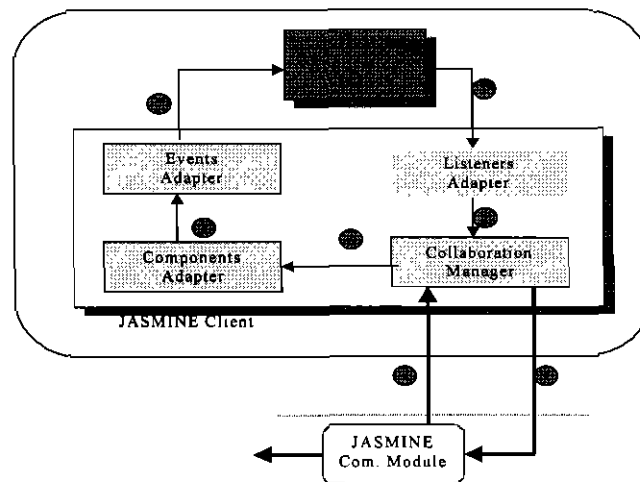 Events
Adapter
Listeners
Adapter
Components
Adapter
Collaboration
Manager
JASMINE Client
JASMINE
Com. Module